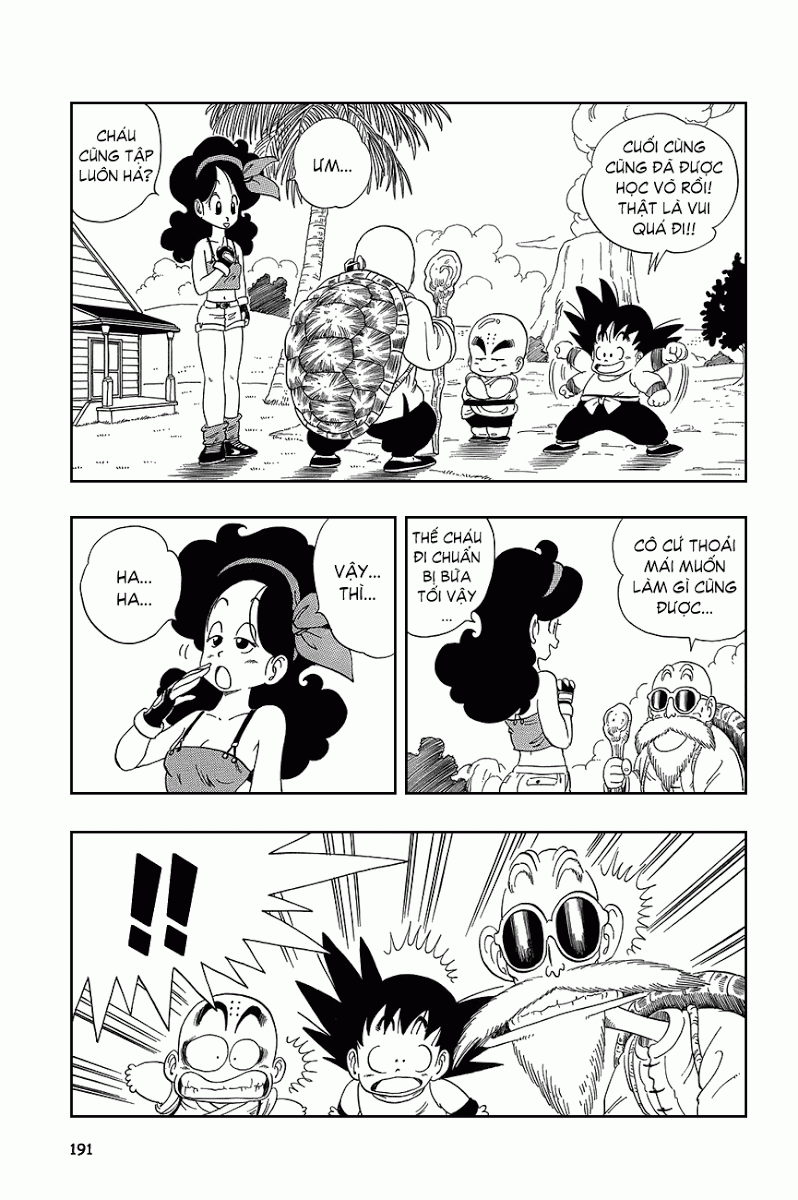 CHÁU
CŨNG TẬP
LUÔN HẢ?
ƯM...
CUỐI CÙNG
CŨNG ĐÃ ĐƯỢC
HỌC VÕ RỒI!
THẬT LÀ VUI
QUÁ ĐI!!
HA...
HA...
VẬY...
THÌ...
THẾ CHÁU
ĐI CHUẨN
BỊ BỮA
TỐI VẬY
...
CÔ CỨ THOẢI
MÁI MUỐN
LÀM GÌ CŨNG
ĐƯỢC...
!!
191